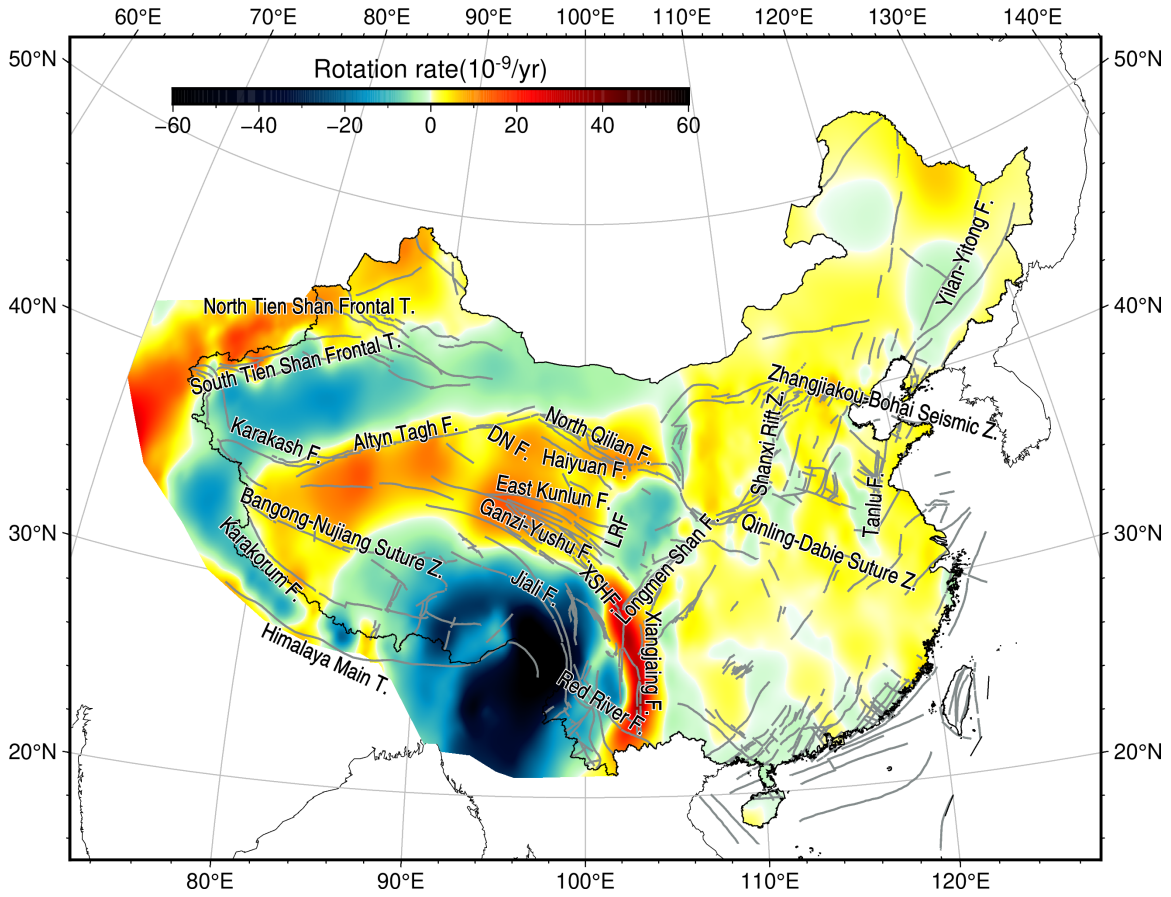 60°E 70°E 80°E 90°E 100°E 110°E 120°E 130°E 140°E
50°N 50°N
Rotation rate(10-9/yr)
−60 −40 −20 0 20 40 60
Yilan-Yitong F.
40°N 40°N
North Tien Shan Frontal T.
South Tien Shan Frontal T.
Zhangjiakou-Bohai Seismic Z.
Shanxi Rift Z.
Karakash F.
Altyn Tagh F.
North Qilian F.
DN F.
Haiyuan F.
East Kunlun F.
Tanlu F.
Bangong-Nujiang Suture Z.
Ganzi-Yushu F.
LRF
Qinling-Dabie Suture Z.
30°N 30°N
Karakorum F.
Longmen Shan F.
Jiali F.
XSHF.
Himalaya Main T.
Xiangjaing F.
Red River F.
20°N 20°N
80°E 90°E 100°E 110°E 120°E